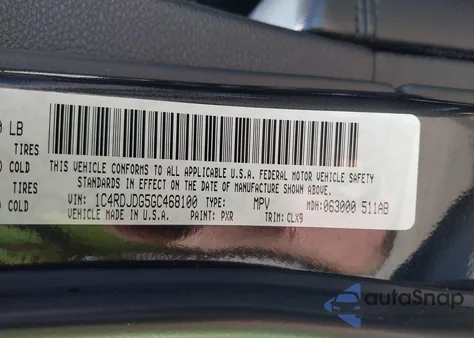 0 LB
TIRES
COLD
TIRES
COLD
THIS VEHICLE CONFORMS TO ALL APPLICABLE U.S.A. FEDERAL MOTOR VEHICLE SAFETY
STANDARDS IN EFFECT ON THE DATE OF MANUFACTURE SHOWN ABOVE.
VIN: 1C4RDJDG5GC468100 TYPE: MPV MDH: 063000 511AB
VEHICLE MADE IN U.S.A. PAINT: PXR TRIM: CLX9
autaSnap